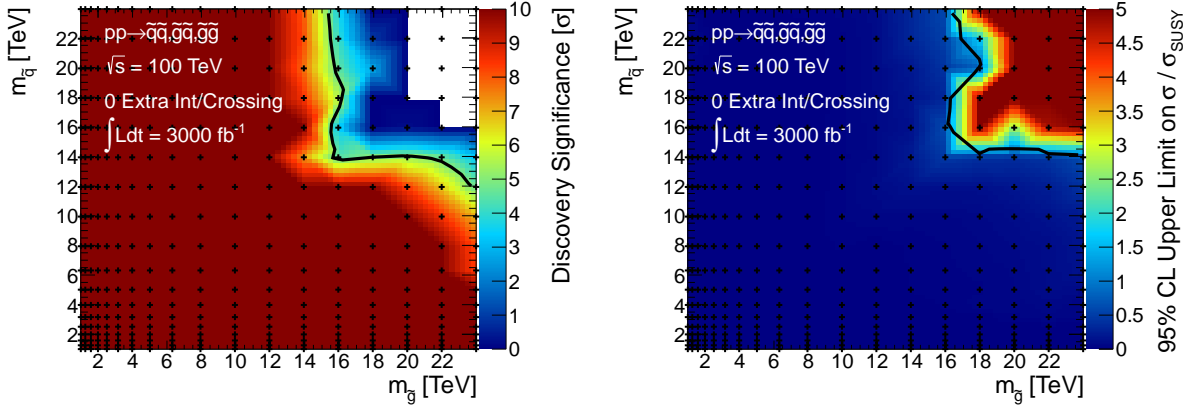 m_q̃ [TeV]
22
20
18
16
14
12
10
8
6
4
2
pp→q̃q̃,g̃q̃,g̃g̃
√s = 100 TeV
0 Extra Int/Crossing
∫Ldt = 3000 fb⁻¹
2 4 6 8 10 12 14 16 18 20 22
m_g̃ [TeV]
10
9
8
7
6
5
4
3
2
1
0
Discovery Significance [σ]
m_q̃ [TeV]
22
20
18
16
14
12
10
8
6
4
2
pp→q̃q̃,g̃q̃,g̃g̃
√s = 100 TeV
0 Extra Int/Crossing
∫Ldt = 3000 fb⁻¹
2 4 6 8 10 12 14 16 18 20 22
m_g̃ [TeV]
5
4.5
4
3.5
3
2.5
2
1.5
1
0.5
0
95% CL Upper Limit on σ / σ_SUSY